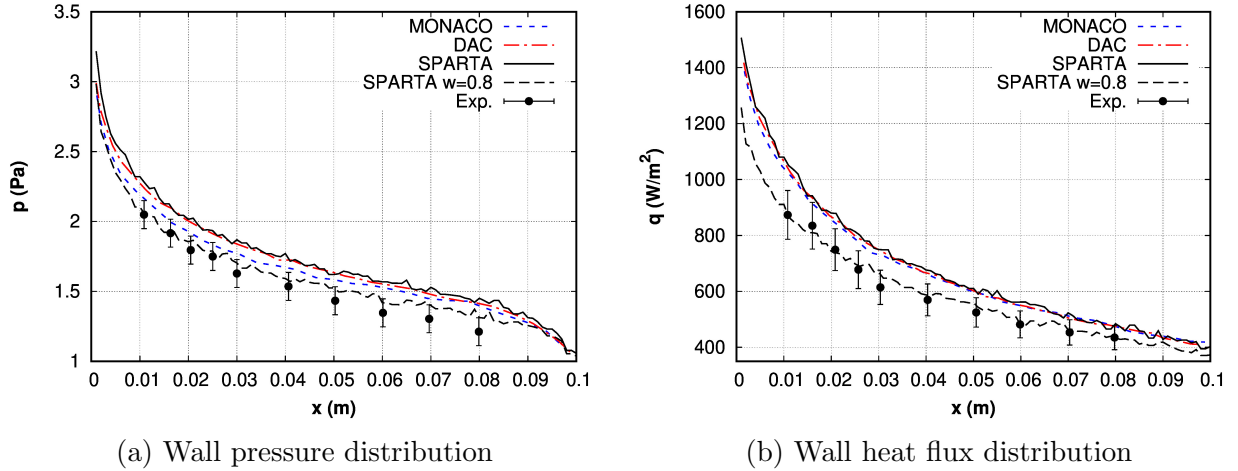 3.5
3
2.5
2
1.5
1
p (Pa)
MONACO
DAC
SPARTA
SPARTA w=0.8
Exp.
0 0.01 0.02 0.03 0.04 0.05 0.06 0.07 0.08 0.09 0.1
x (m)
(a) Wall pressure distribution
1600
1400
1200
1000
800
600
400
q (W/m²)
MONACO
DAC
SPARTA
SPARTA w=0.8
Exp.
0 0.01 0.02 0.03 0.04 0.05 0.06 0.07 0.08 0.09 0.1
x (m)
(b) Wall heat flux distribution